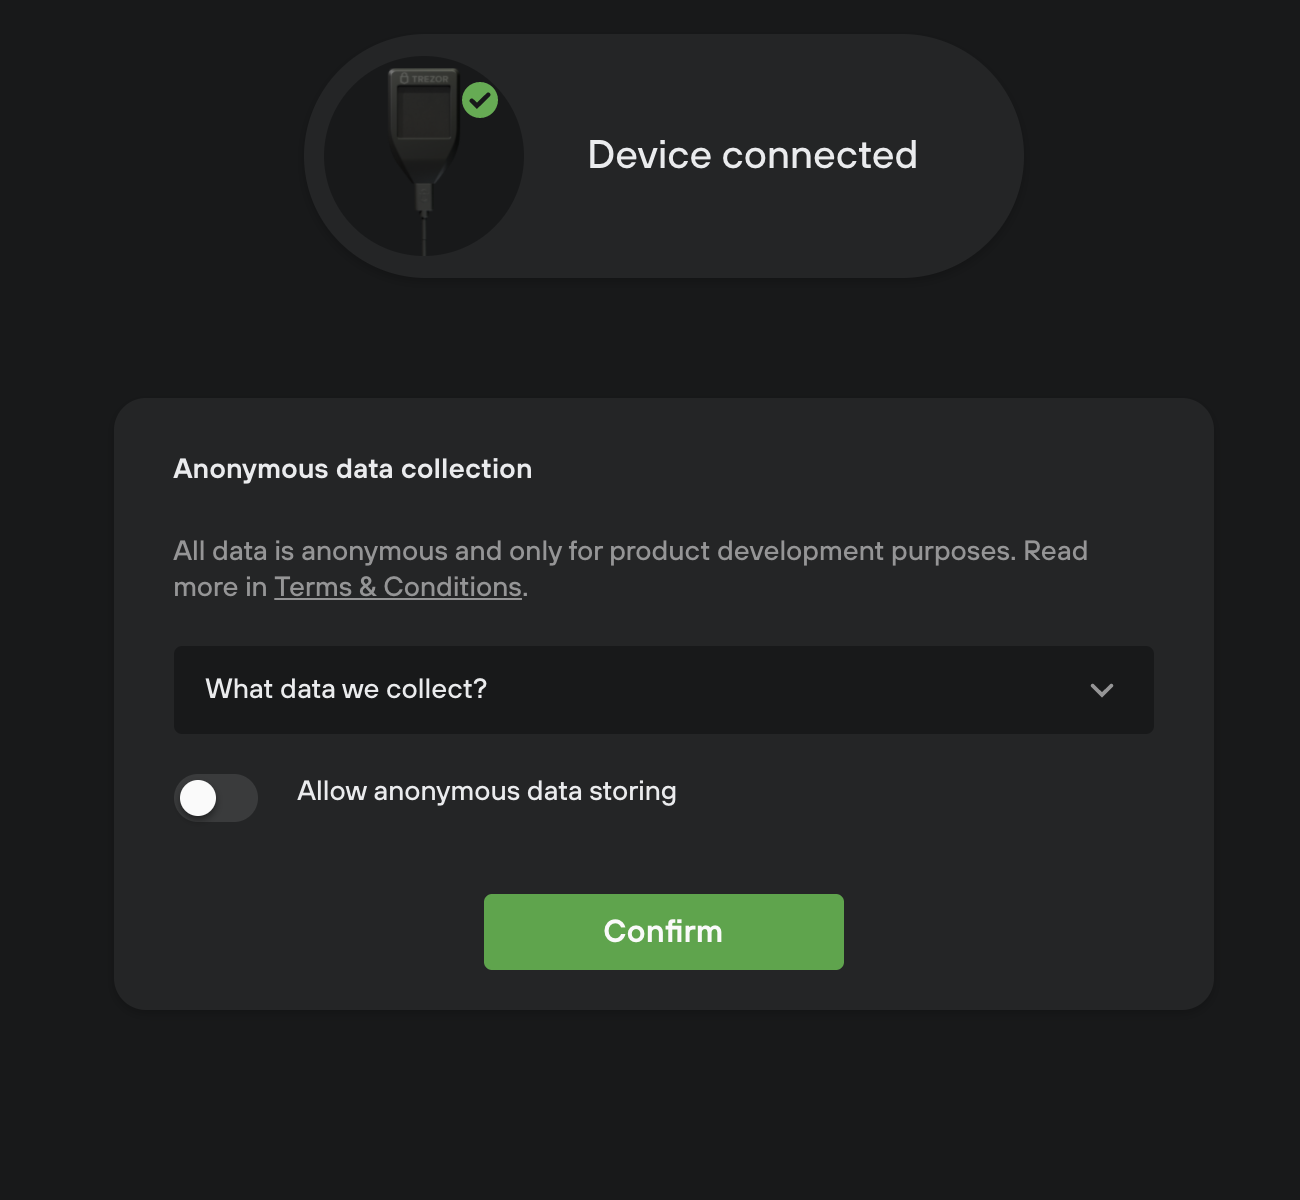 TREZOR
Device connected
Anonymous data collection
All data is anonymous and only for product development purposes. Read
more in Terms & Conditions.
What data we collect?
Allow anonymous data storing
Confirm